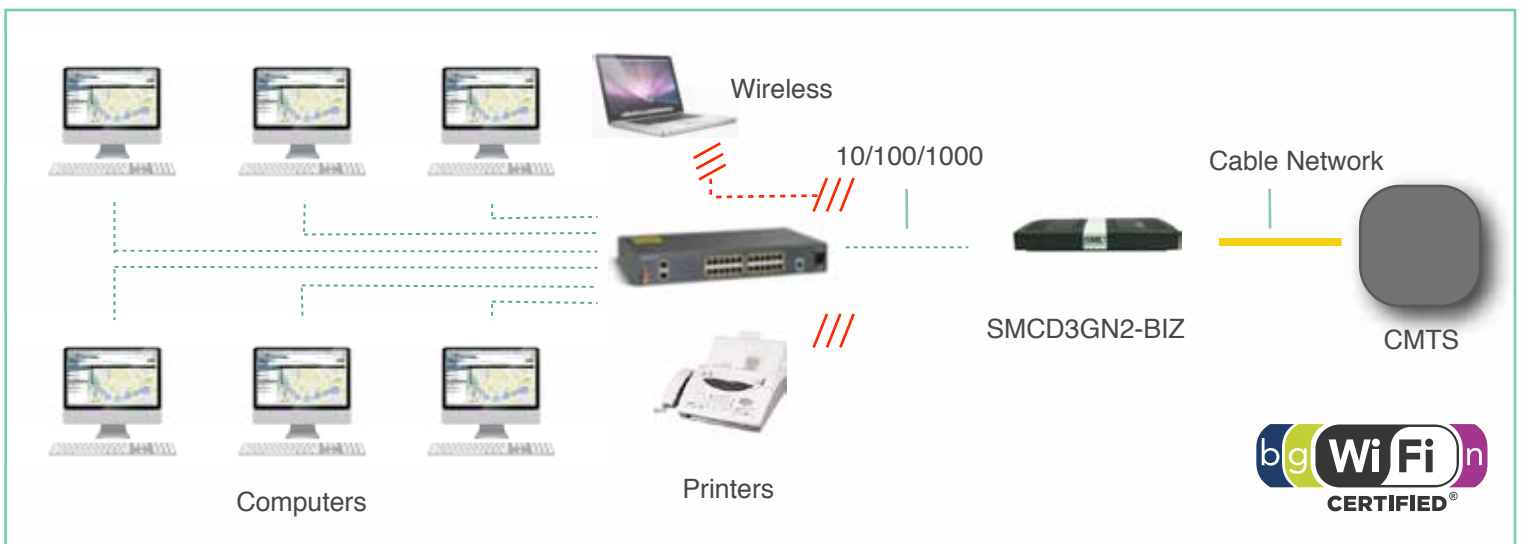 Wireless
10/100/1000
Cable Network
SMCD3GN2-BIZ
CMTS
Computers
Printers
b g Wi Fi n
CERTIFIED®